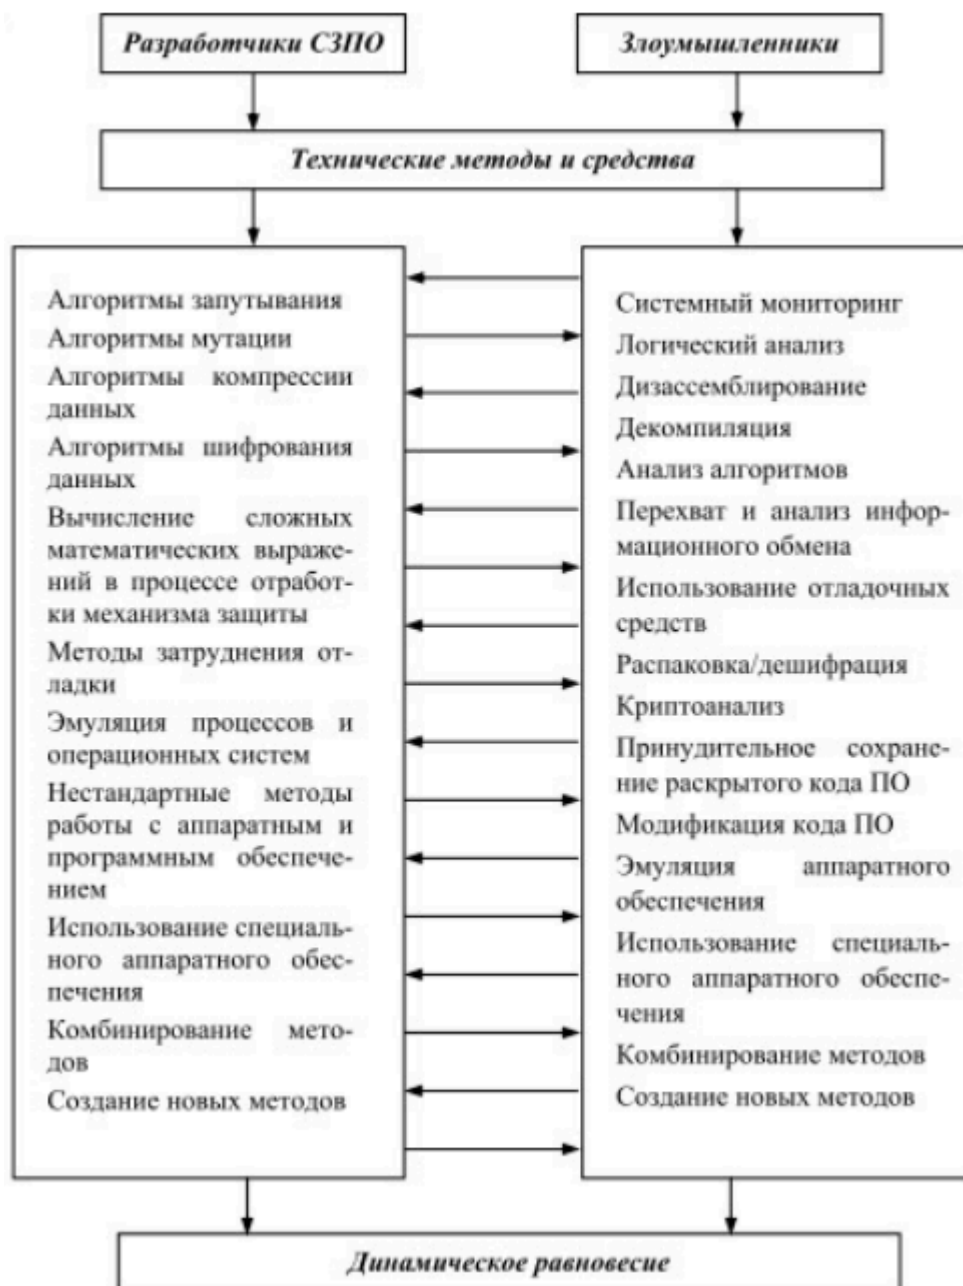 Разработчики СЗПО
Злоумышленники
Технические методы и средства
Алгоритмы запутывания
Алгоритмы мутации
Алгоритмы компрессии
данных
Алгоритмы шифрования
данных
Вычисление сложных
математических выраже-
ний в процессе отработ-
ки механизма защиты
Методы затруднения от-
ладки
Эмуляция процессов и
операционных систем
Нестандартные методы
работы с аппаратным и
программным обеспече-
нием
Использование специаль-
ного аппаратного обес-
печения
Комбинирование мето-
дов
Создание новых методов
Системный мониторинг
Логический анализ
Дизассемблирование
Декомпиляция
Анализ алгоритмов
Перехват и анализ инфор-
мационного обмена
Использование отладочных
средств
Распаковка/дешифрация
Криптоанализ
Принудительное сохране-
ние раскрытого кода ПО
Модификация кода ПО
Эмуляция аппаратного
обеспечения
Использование специаль-
ного аппаратного обеспе-
чения
Комбинирование методов
Создание новых методов
Динамическое равновесие